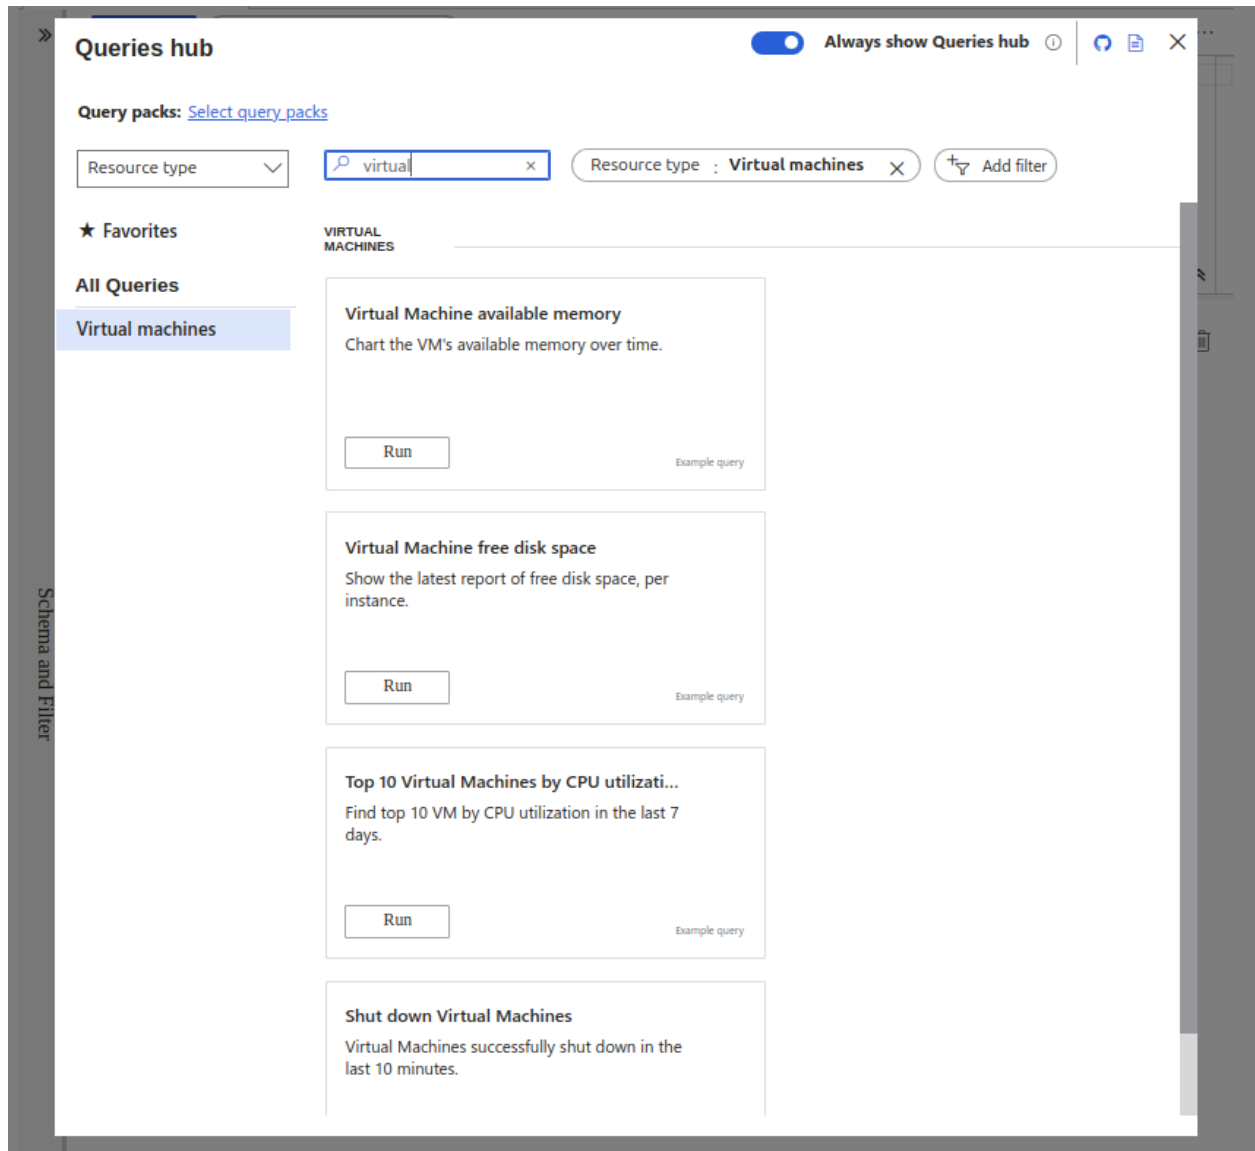 Queries hub
Always show Queries hub
Query packs: Select query packs
Resource type
virtual
Resource type : Virtual machines
Add filter
Favorites
All Queries
Virtual machines
VIRTUAL
MACHINES
Virtual Machine available memory
Chart the VM's available memory over time.
Run
Example query
Virtual Machine free disk space
Show the latest report of free disk space, per
instance.
Run
Example query
Top 10 Virtual Machines by CPU utilizati...
Find top 10 VM by CPU utilization in the last 7
days.
Run
Example query
Shut down Virtual Machines
Virtual Machines successfully shut down in the
last 10 minutes.
Schema and Filter